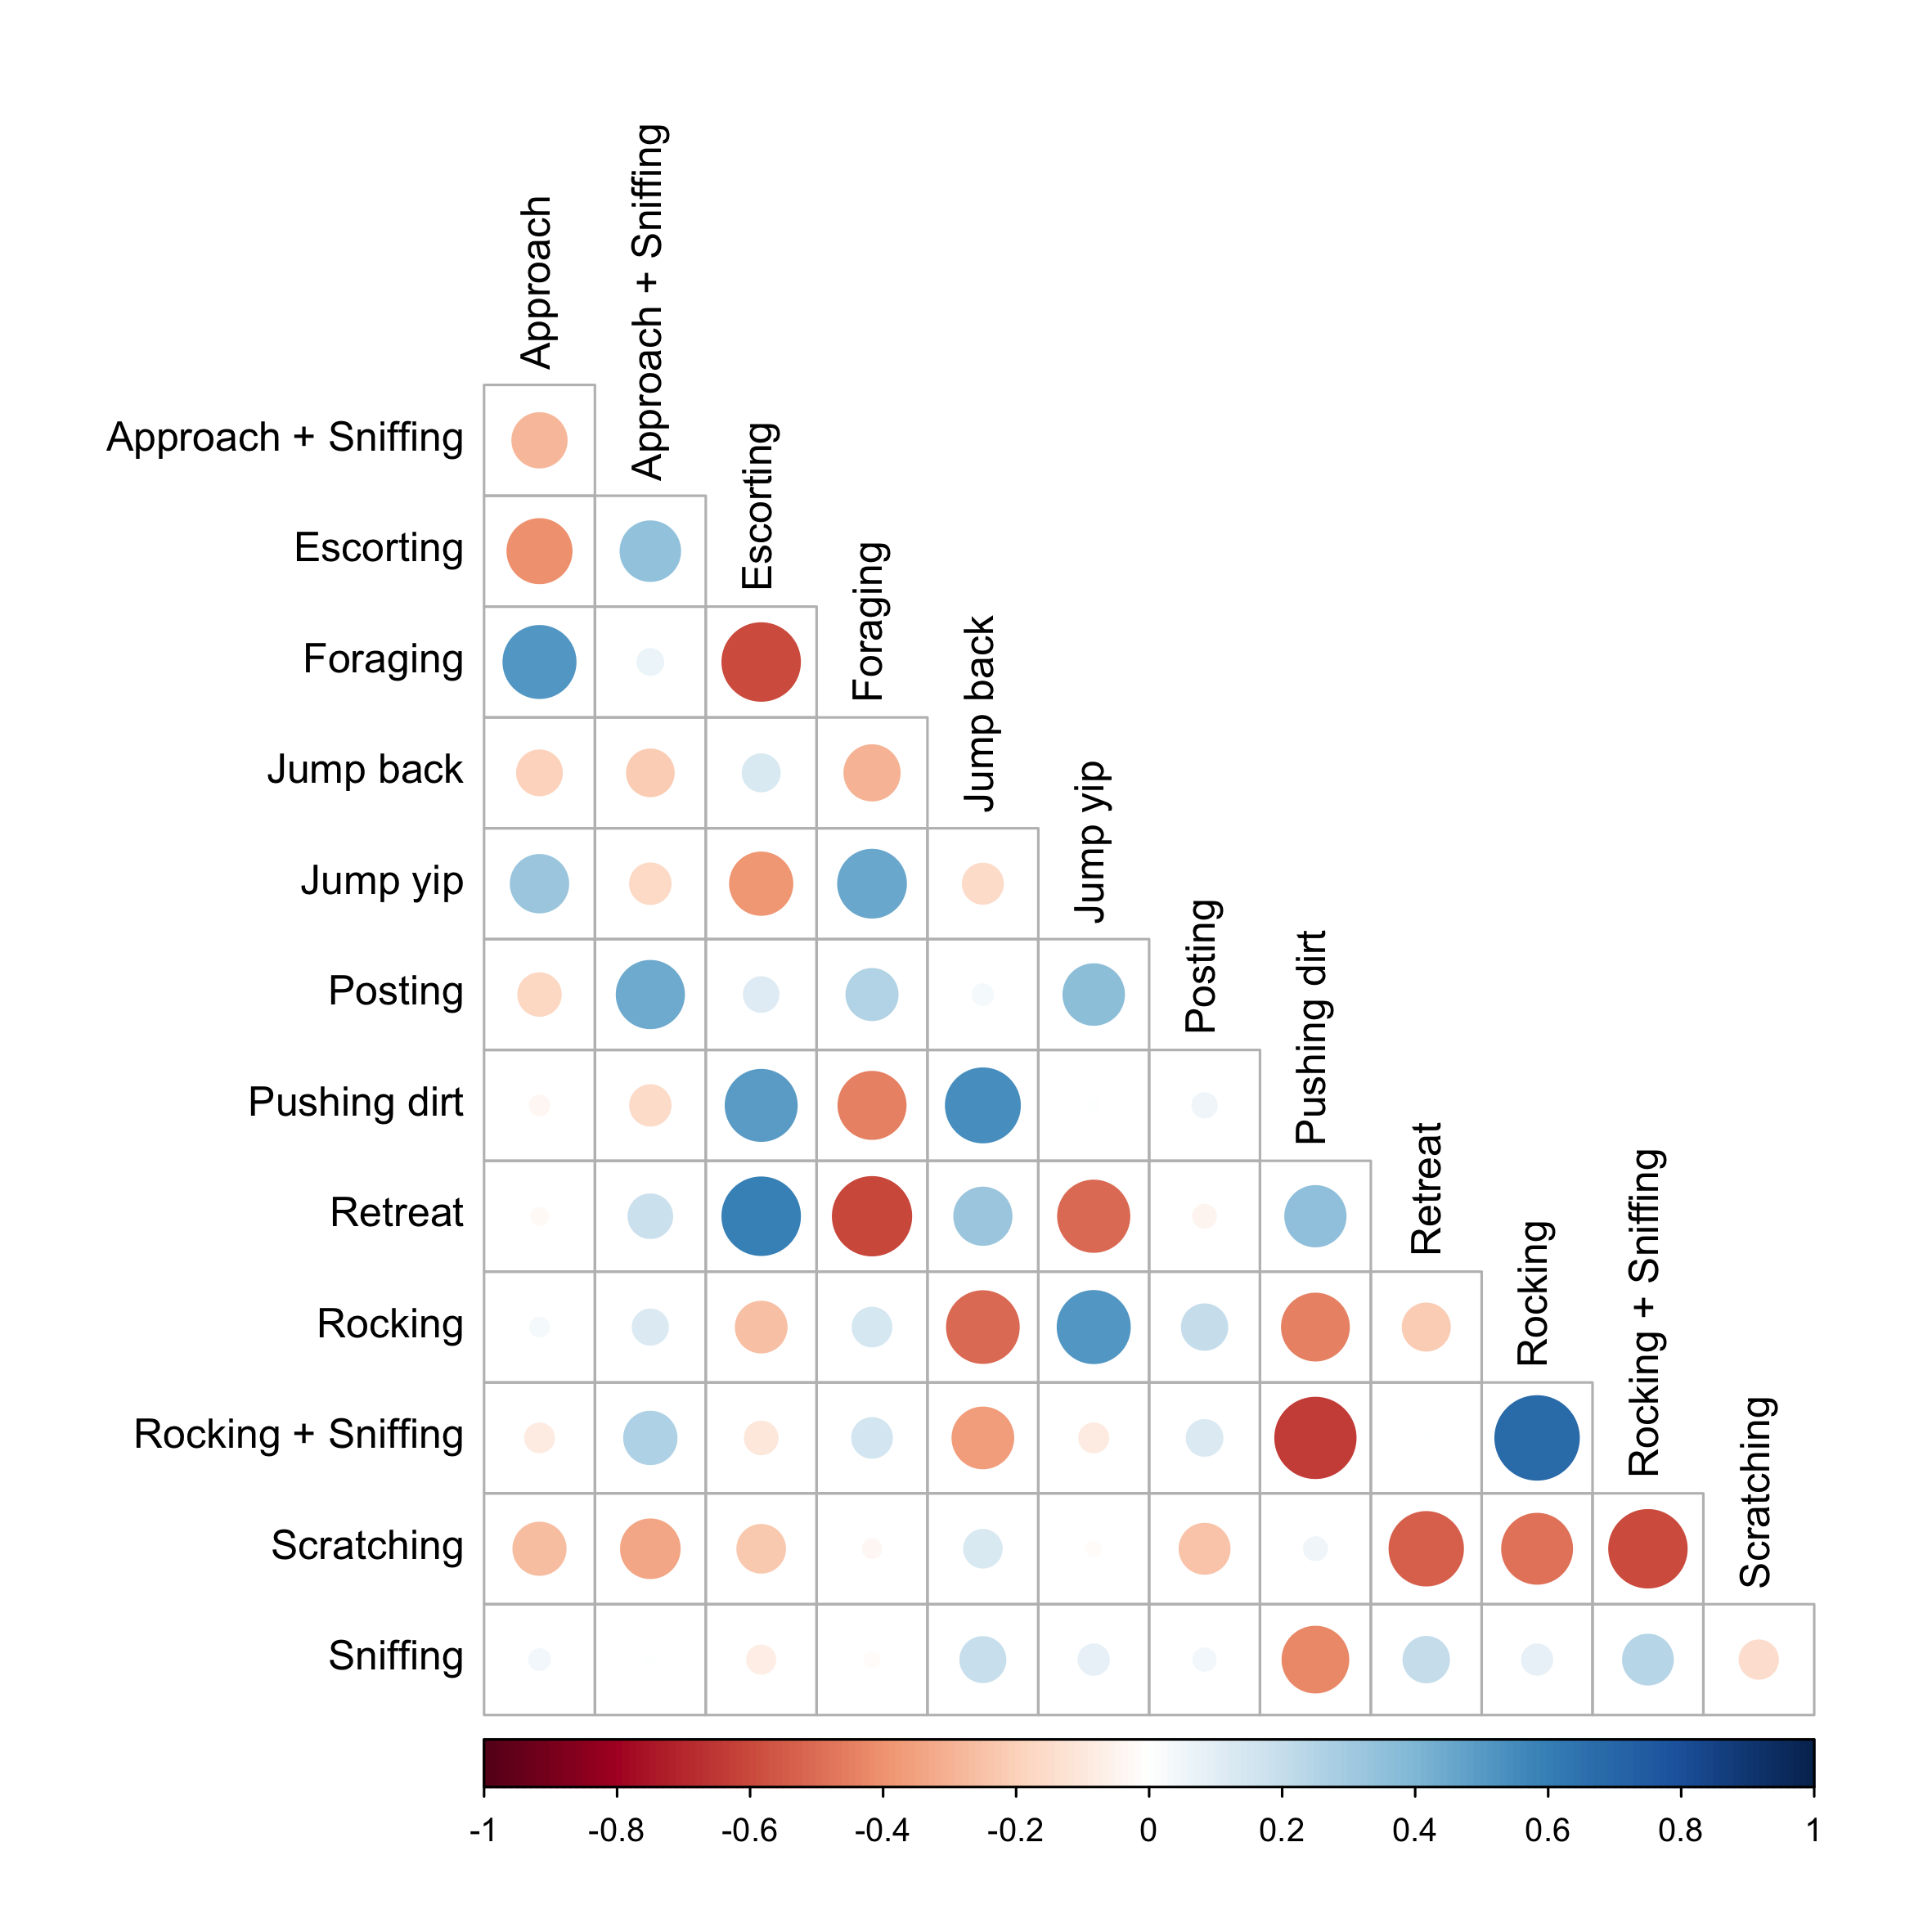 Approach
Approach + Sniffing
Escorting
Foraging
Jump back
Jump yip
Posting
Pushing dirt
Retreat
Rocking
Rocking + Sniffing
Scratching
Approach + Sniffing
Escorting
Foraging
Jump back
Jump yip
Posting
Pushing dirt
Retreat
Rocking
Rocking + Sniffing
Scratching
Sniffing
-1 -0.8 -0.6 -0.4 -0.2 0 0.2 0.4 0.6 0.8 1